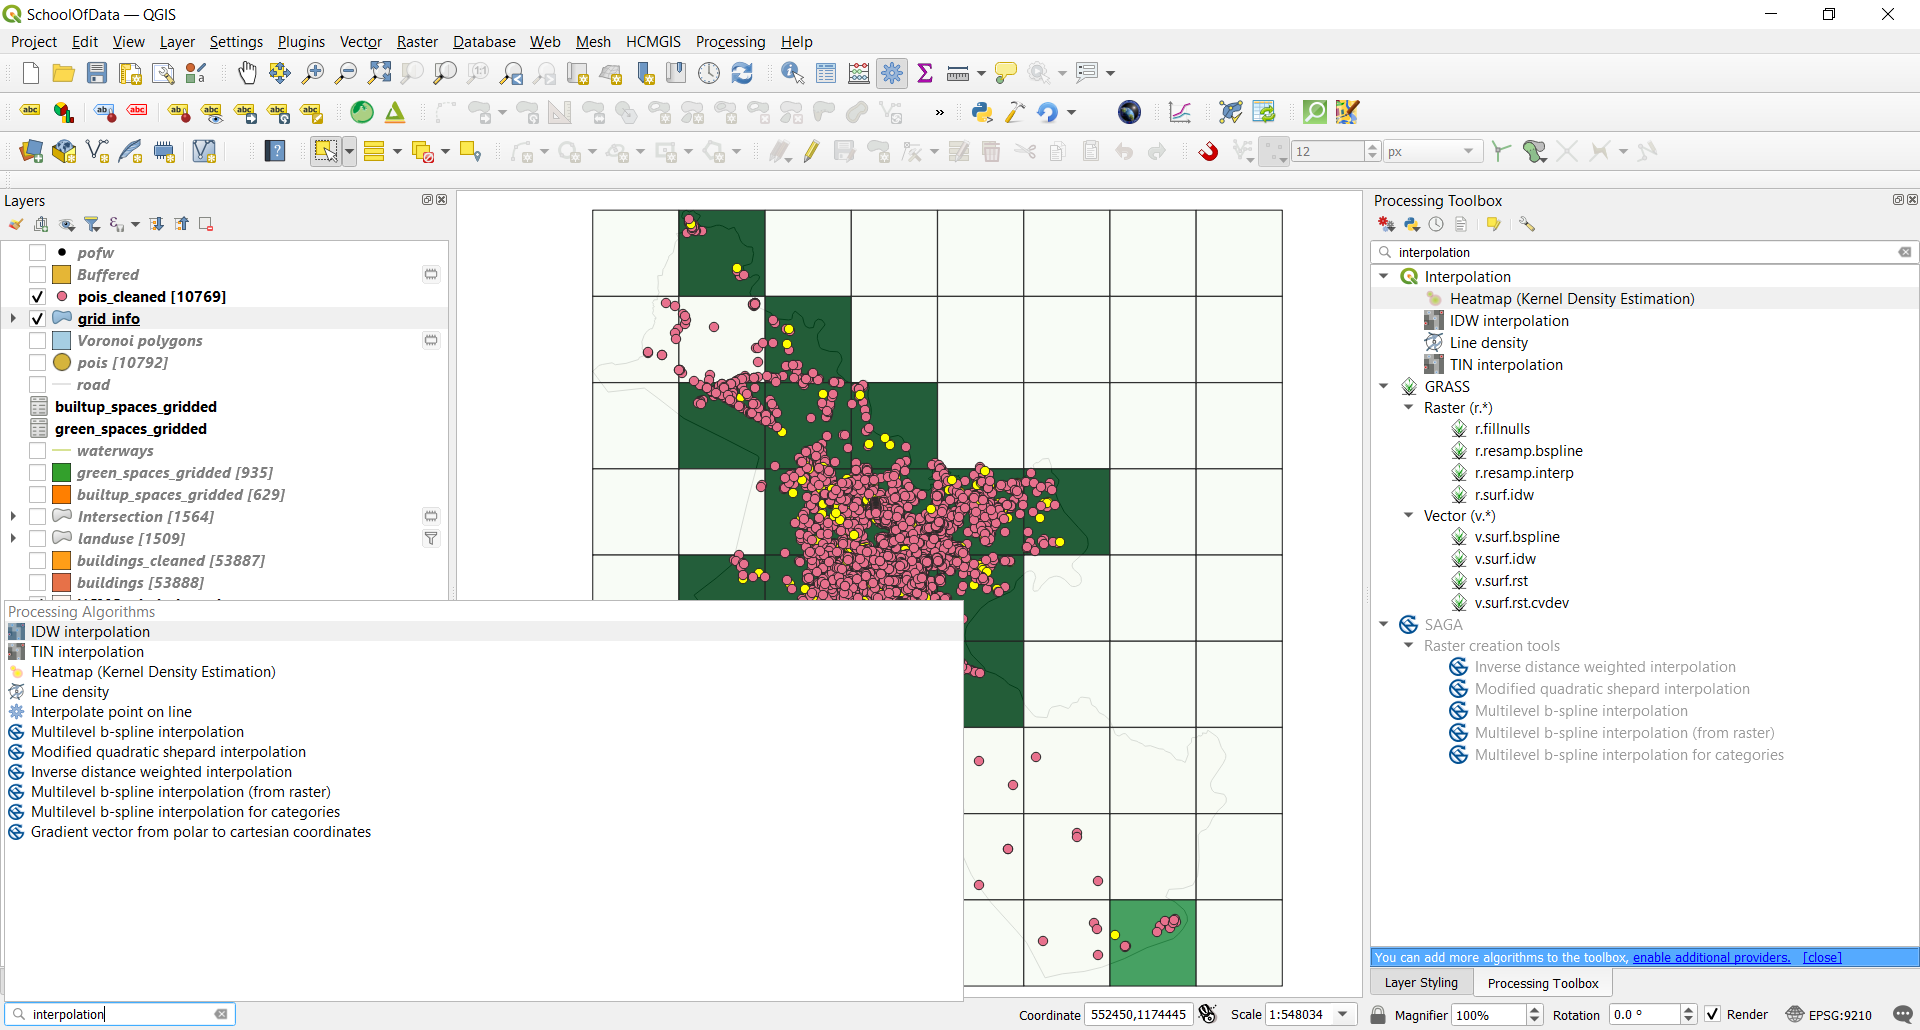 SchoolOfData — QGIS
Project Edit View Layer Settings Plugins Vector Raster Database Web Mesh HCMGIS Processing Help
12 px
Layers
pofw
Buffered
pois_cleaned [10769]
grid_info
Voronoi polygons
pois [10792]
road
builtup_spaces_gridded
green_spaces_gridded
waterways
green_spaces_gridded [935]
builtup_spaces_gridded [629]
Intersection [1564]
landuse [1509]
buildings_cleaned [53887]
buildings [53888]
Processing Algorithms
IDW interpolation
TIN interpolation
Heatmap (Kernel Density Estimation)
Line density
Interpolate point on line
Multilevel b-spline interpolation
Modified quadratic shepard interpolation
Inverse distance weighted interpolation
Multilevel b-spline interpolation (from raster)
Multilevel b-spline interpolation for categories
Gradient vector from polar to cartesian coordinates
interpolation
Processing Toolbox
interpolation
Interpolation
Heatmap (Kernel Density Estimation)
IDW interpolation
Line density
TIN interpolation
GRASS
Raster (r.*)
r.fillnulls
r.resamp.bspline
r.resamp.interp
r.surf.idw
Vector (v.*)
v.surf.bspline
v.surf.idw
v.surf.rst
v.surf.rst.cvdev
SAGA
Raster creation tools
Inverse distance weighted interpolation
Modified quadratic shepard interpolation
Multilevel b-spline interpolation
Multilevel b-spline interpolation (from raster)
Multilevel b-spline interpolation for categories
You can add more algorithms to the toolbox, enable additional providers. [close]
Layer Styling Processing Toolbox
Coordinate 552450,1174445 Scale 1:548034 Magnifier 100% Rotation 0.0 ° Render EPSG:9210